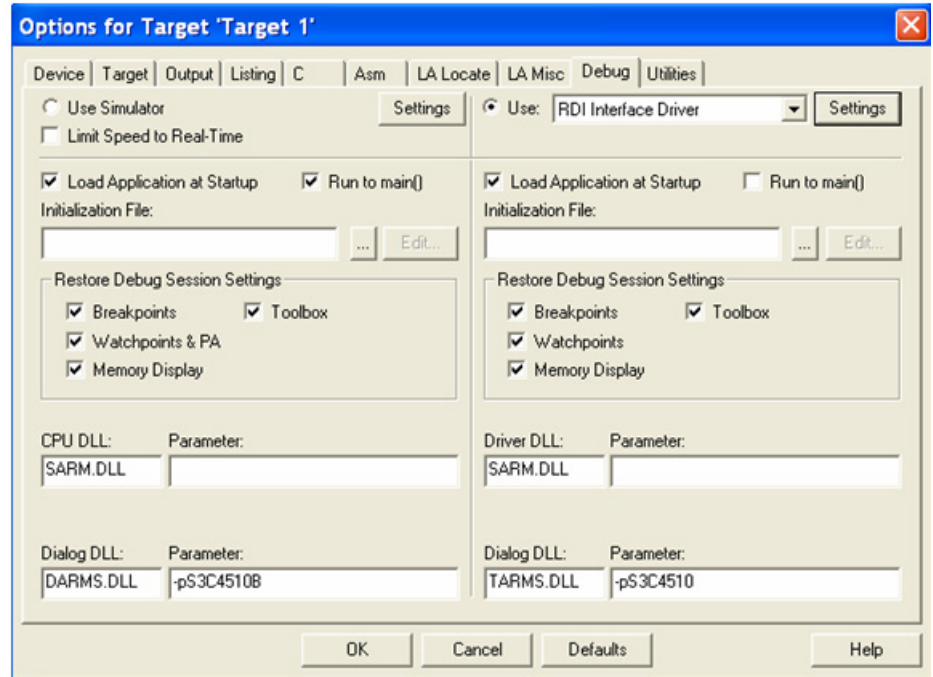 Options for Target 'Target 1'
Device Target Output Listing C Asm LA Locate LA Misc Debug Utilities
Use Simulator Settings Use: RDI Interface Driver Settings
Limit Speed to Real-Time
Load Application at Startup Run to main() Load Application at Startup Run to main()
Initialization File: Initialization File:
... Edit... ... Edit...
Restore Debug Session Settings Restore Debug Session Settings
Breakpoints Toolbox Breakpoints Toolbox
Watchpoints & PA Watchpoints
Memory Display Memory Display
CPU DLL: Parameter: Driver DLL: Parameter:
SARM.DLL SARM.DLL
Dialog DLL: Parameter: Dialog DLL: Parameter:
DARMS.DLL -pS3C4510B TARMS.DLL -pS3C4510
OK Cancel Defaults Help